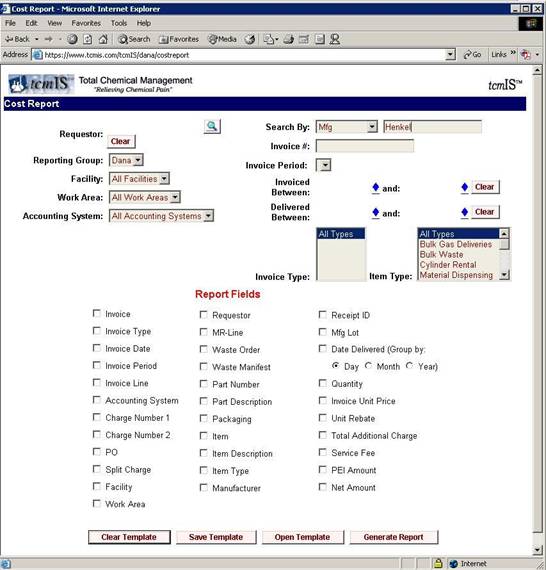 Cost Report - Microsoft Internet Explorer
File Edit View Favorites Tools Help
Back Search Favorites Media
Address https://www.tcmis.com/tcmIS/dana/costreport Go Links »
tcmIS Total Chemical Management
"Relieving Chemical Pain"
tcmIS™
Cost Report
Requestor:
Clear
Reporting Group: Dana
Facility: All Facilities
Work Area: All Work Areas
Accounting System: All Accounting Systems
Search By: Mfg Henkel
Invoice #:
Invoice Period:
Invoiced
Between: and: Clear
Delivered
Between: and: Clear
Invoice Type: All Types
Item Type: All Types
Bulk Gas Deliveries
Bulk Waste
Cylinder Rental
Material Dispensing
Report Fields
Invoice
Invoice Type
Invoice Date
Invoice Period
Invoice Line
Accounting System
Charge Number 1
Charge Number 2
PO
Split Charge
Facility
Work Area
Requestor
MR-Line
Waste Order
Waste Manifest
Part Number
Part Description
Packaging
Item
Item Description
Item Type
Manufacturer
Receipt ID
Mfg Lot
Date Delivered (Group by:
Day Month Year)
Quantity
Invoice Unit Price
Unit Rebate
Total Additional Charge
Service Fee
PEI Amount
Net Amount
Clear Template Save Template Open Template Generate Report
Internet